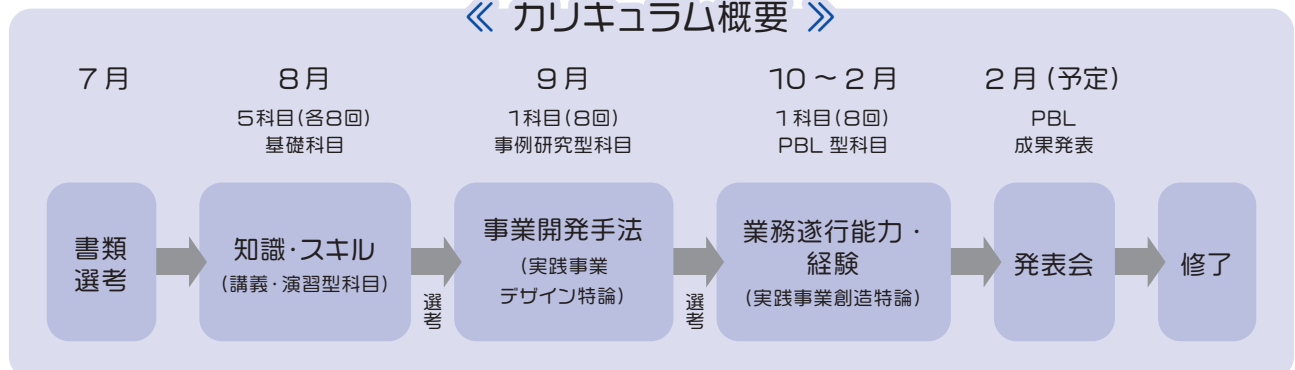 ≪ カリキュラム概要 ≫
7月
8月
5科目(各8回)
基礎科目
9月
1科目(8回)
事例研究型科目
10～2月
1科目(8回)
PBL 型科目
2月(予定)
PBL
成果発表
書類
選考
知識・スキル
(講義・演習型科目)
選考
事業開発手法
(実践事業
デザイン特論)
選考
業務遂行能力・
経験
(実践事業創造特論)
発表会
修了